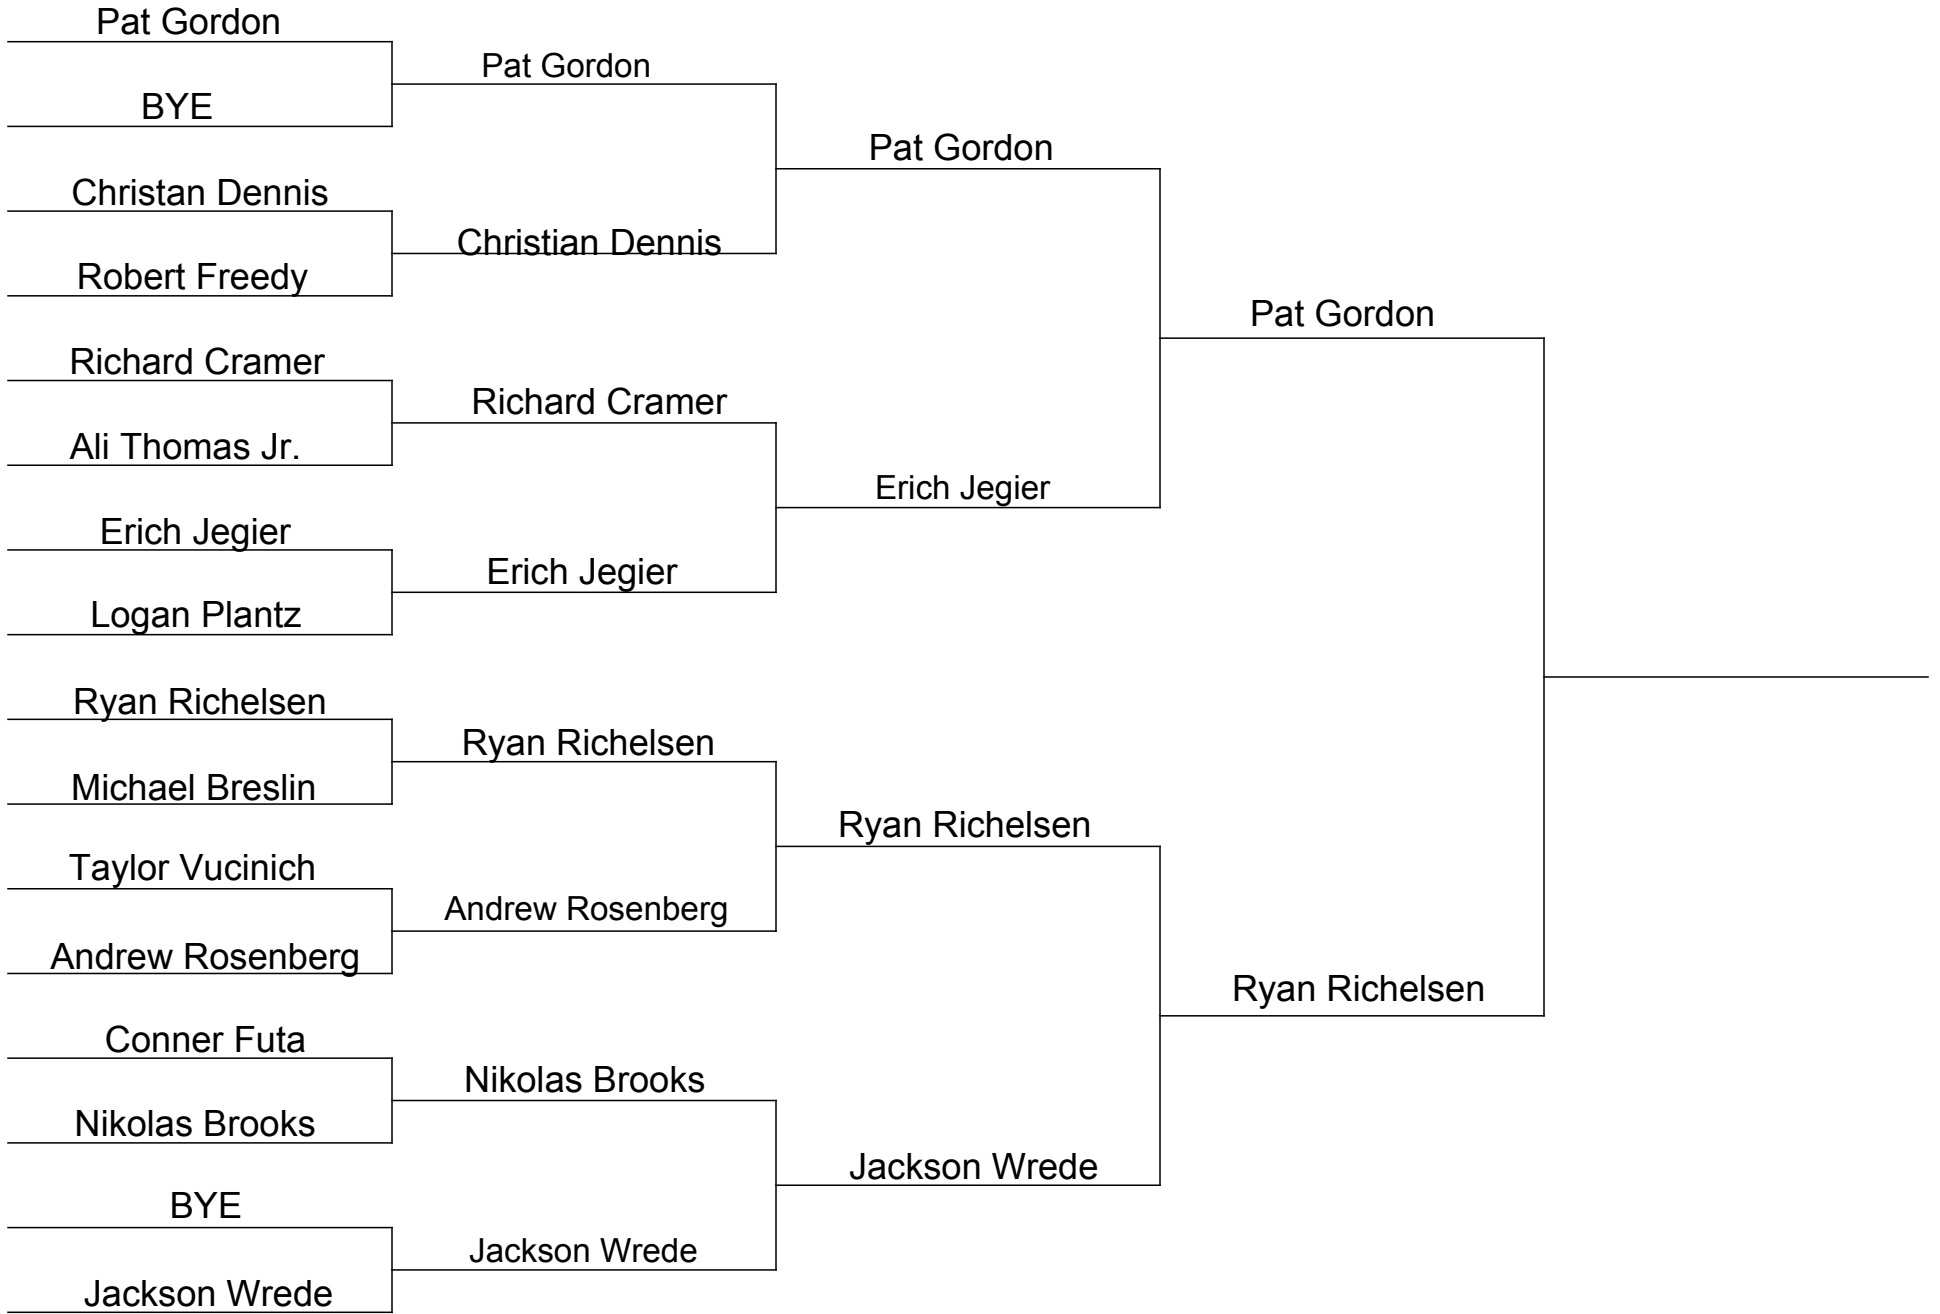 Pat Gordon
BYE
Christan Dennis
Robert Freedy
Richard Cramer
Ali Thomas Jr.
Erich Jegier
Logan Plantz
Ryan Richelsen
Michael Breslin
Taylor Vucinich
Andrew Rosenberg
Conner Futa
Nikolas Brooks
BYE
Jackson Wrede
Pat Gordon
Christian Dennis
Richard Cramer
Erich Jegier
Ryan Richelsen
Andrew Rosenberg
Nikolas Brooks
Jackson Wrede
Pat Gordon
Erich Jegier
Ryan Richelsen
Jackson Wrede
Pat Gordon
Ryan Richelsen